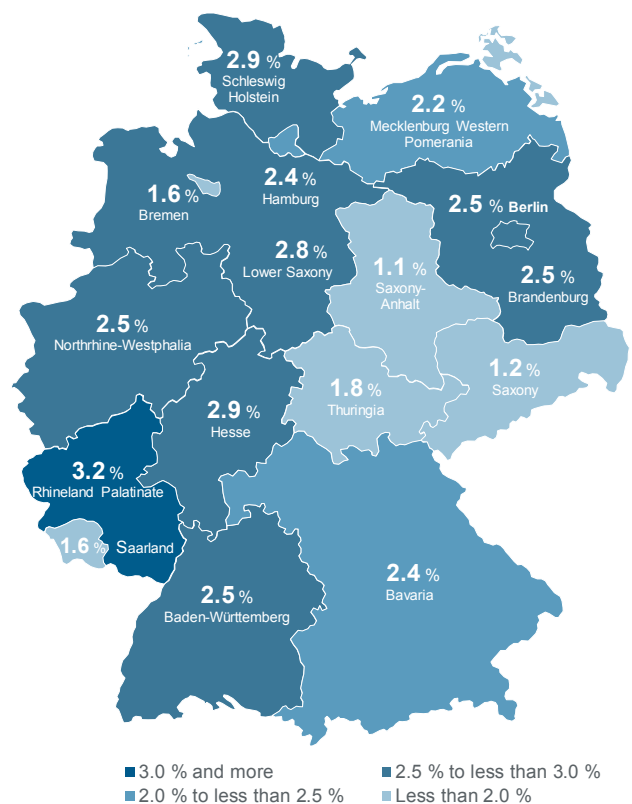 2.9 %
Schleswig
Holstein
2.2 %
Mecklenburg Western
Pomerania
1.6 %
Bremen
2.4 %
Hamburg
2.5 % Berlin
2.8 %
Lower Saxony
1.1 %
Saxony-
Anhalt
2.5 %
Brandenburg
2.5 %
Northrhine-Westphalia
1.2 %
Saxony
1.8 %
Thuringia
2.9 %
Hesse
3.2 %
Rhineland Palatinate
1.6 % Saarland
2.5 %
Baden-Württemberg
2.4 %
Bavaria
3.0 % and more
2.5 % to less than 3.0 %
2.0 % to less than 2.5 %
Less than 2.0 %